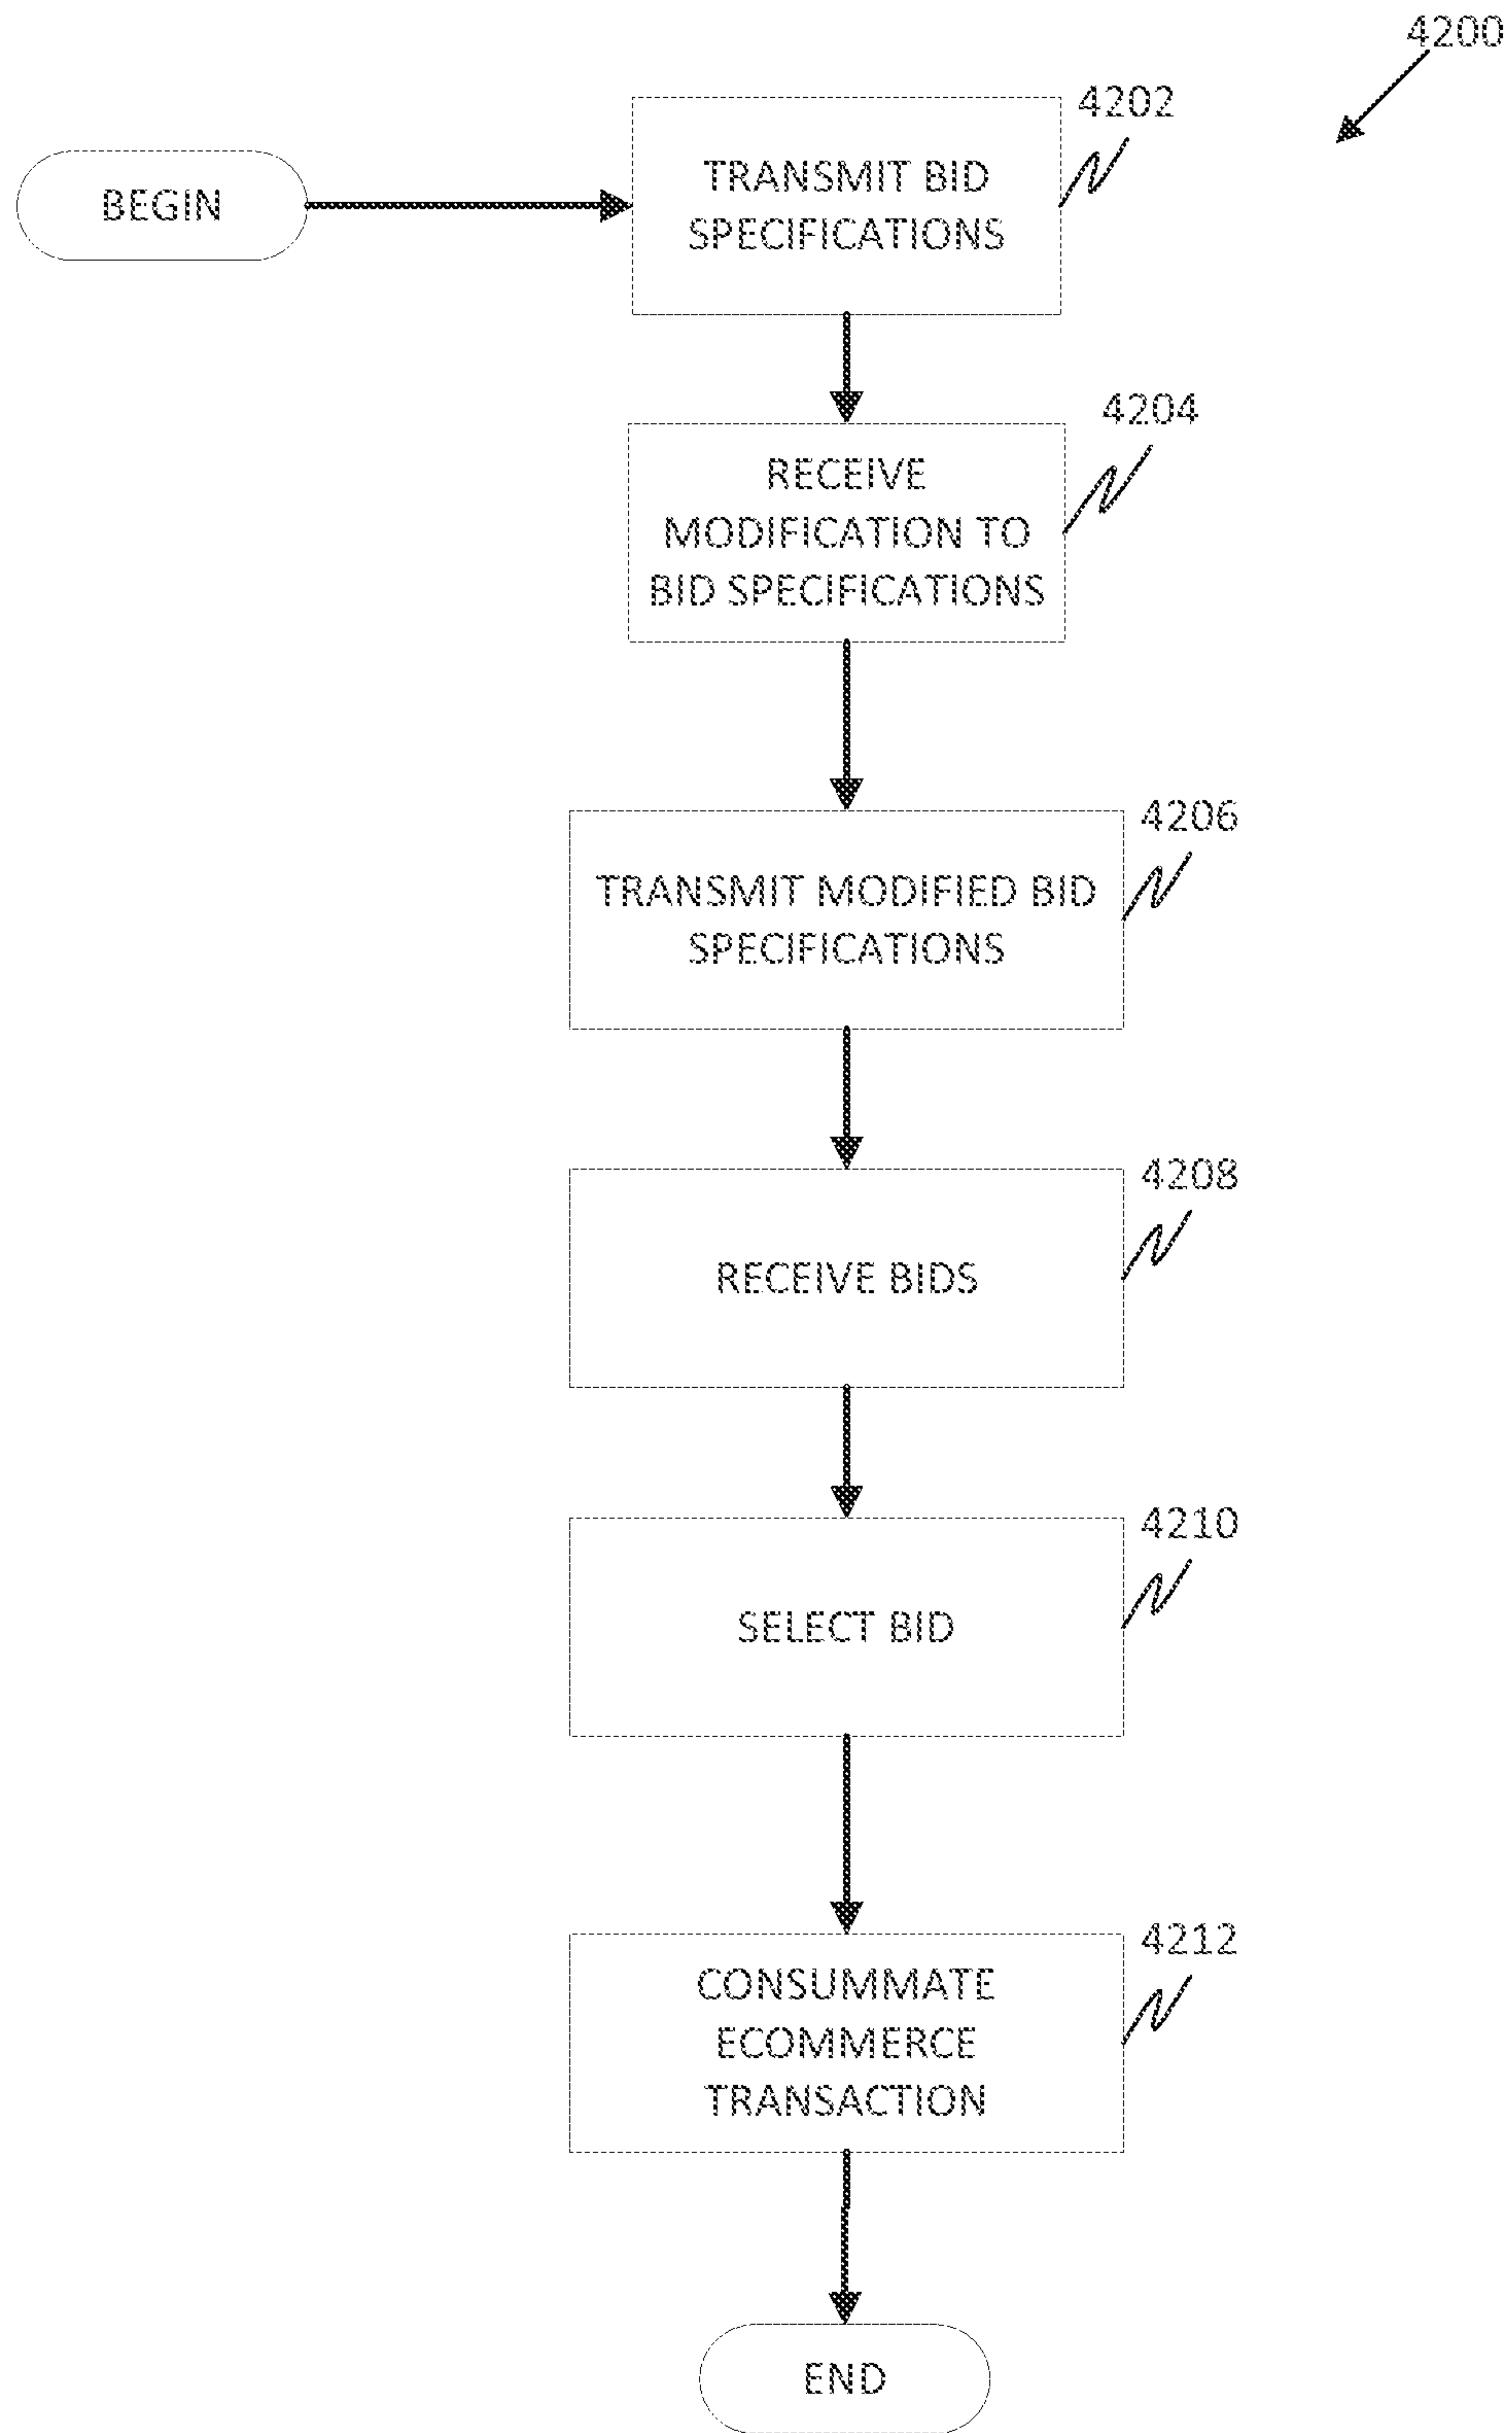 4200
4202
BEGIN
TRANSMIT BID
SPECIFICATIONS
4204
RECEIVE
MODIFICATION TO
BID SPECIFICATIONS
4206
TRANSMIT MODIFIED BID
SPECIFICATIONS
4208
RECEIVE BIDS
4210
SELECT BID
4212
CONSUMMATE
ECOMMERCE
TRANSACTION
END